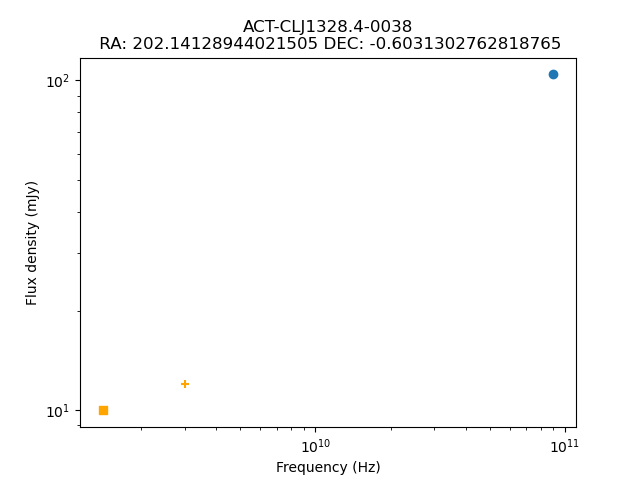 ACT-CLJ1328.4-0038
RA: 202.14128944021505 DEC: -0.6031302762818765
Flux density (mJy)
10²
10¹
10¹⁰
10¹¹
Frequency (Hz)